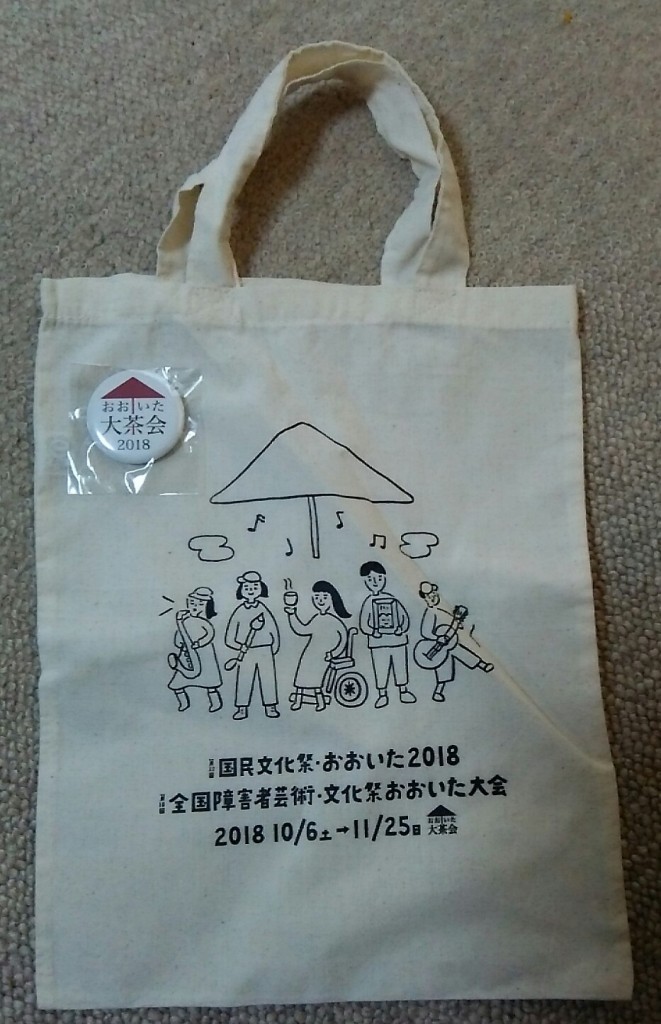 おおいた
大茶会
2018
国民文化祭・おおいた2018
全国障害者芸術・文化祭おおいた大会
2018 10/6土→11/25日
おおいた
大茶会